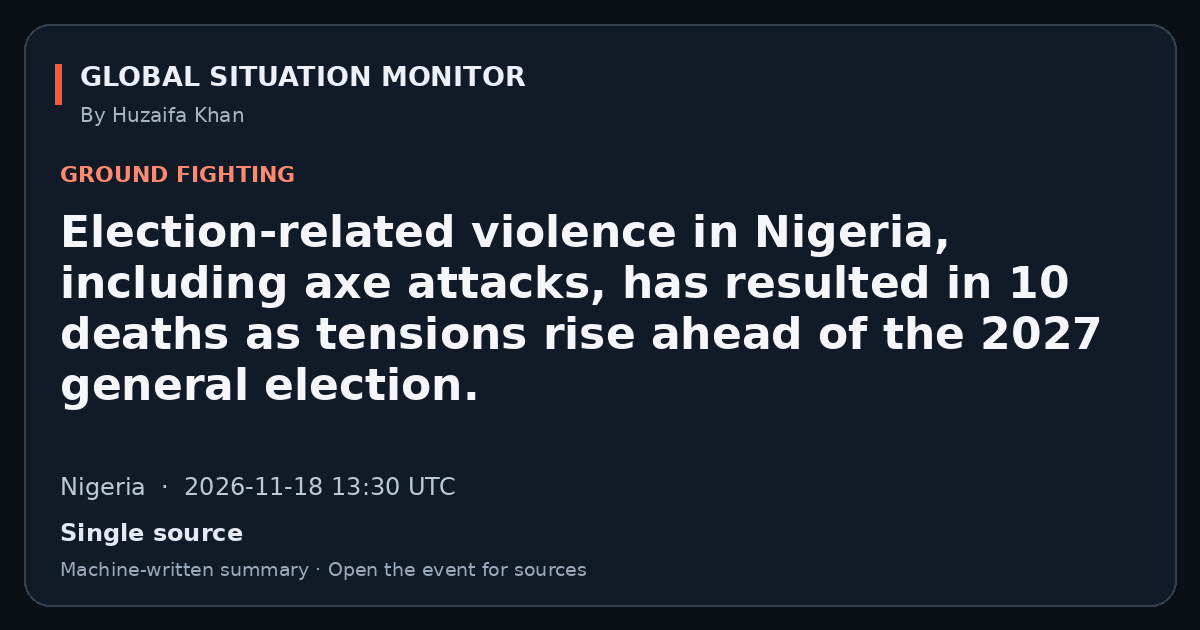 GLOBAL SITUATION MONITOR
By Huzaifa Khan
GROUND FIGHTING
Election-related violence in Nigeria,
including axe attacks, has resulted in 10
deaths as tensions rise ahead of the 2027
general election.
Nigeria · 2026-11-18 13:30 UTC
Single source
Machine-written summary · Open the event for sources